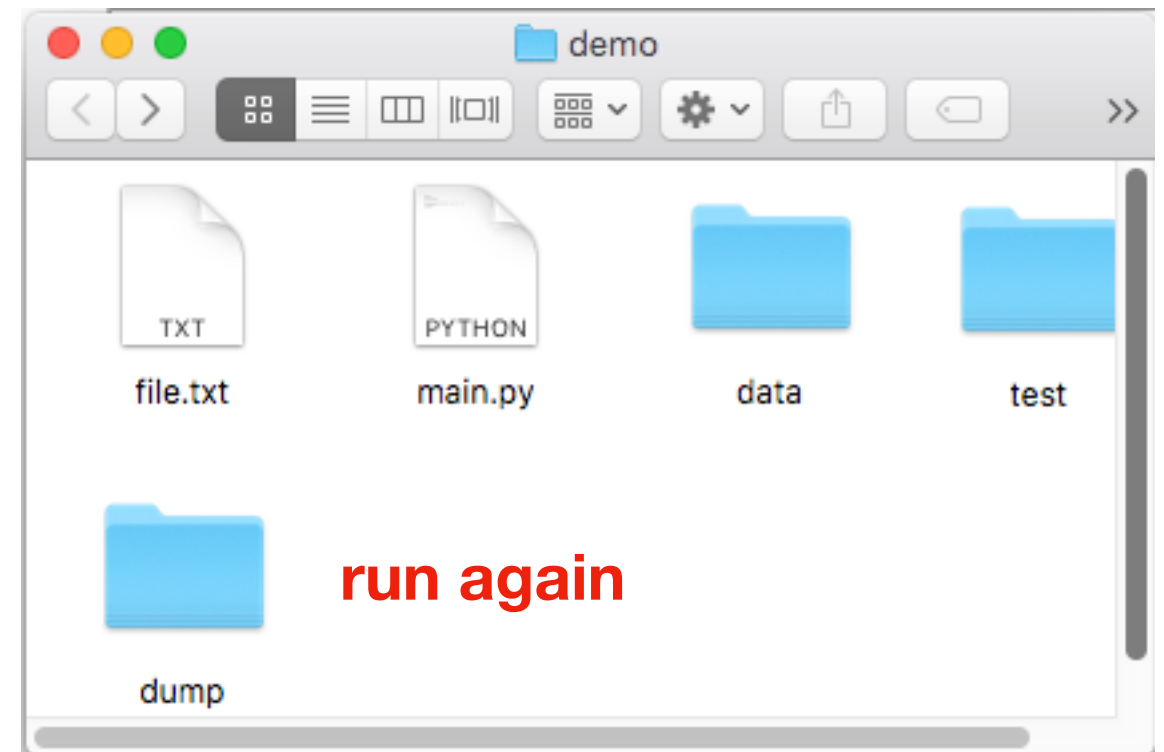 demo
TXT
PYTHON
file.txt
main.py
data
test
run again
dump